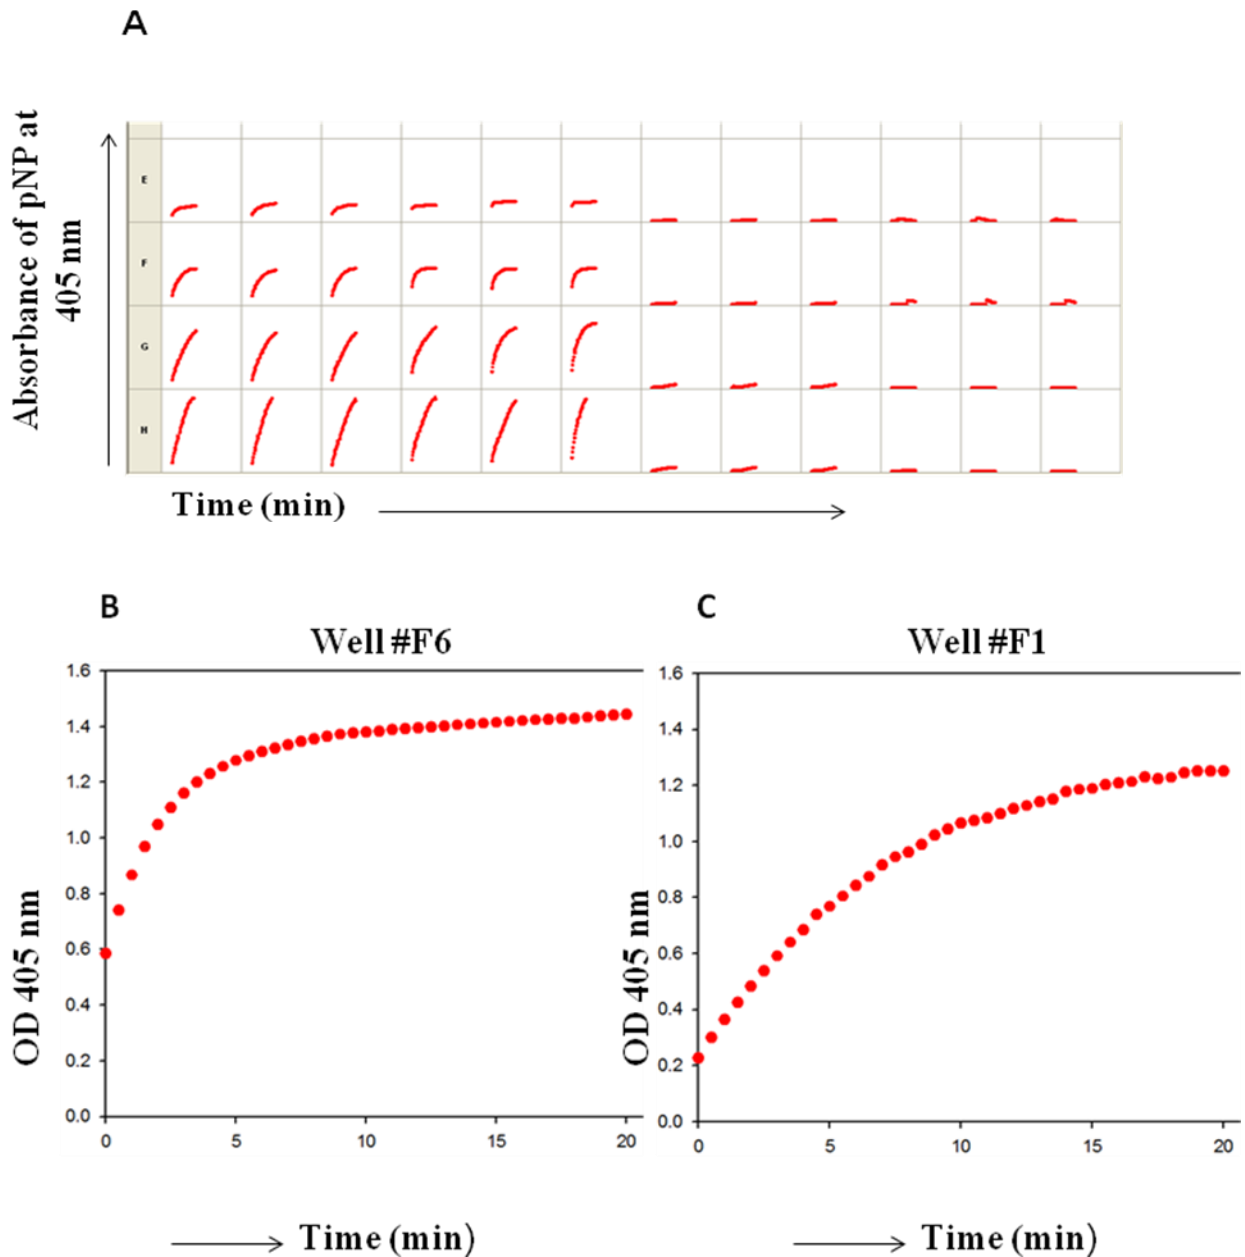 A
Absorbance of pNP at
405 nm
E
F
G
H
Time (min)
B
Well #F6
1.6
1.4
1.2
1.0
0.8
0.6
0.4
0.2
0.0
OD 405 nm
0 5 10 15 20
Time (min)
C
Well #F1
1.6
1.4
1.2
1.0
0.8
0.6
0.4
0.2
0.0
OD 405 nm
0 5 10 15 20
Time (min)